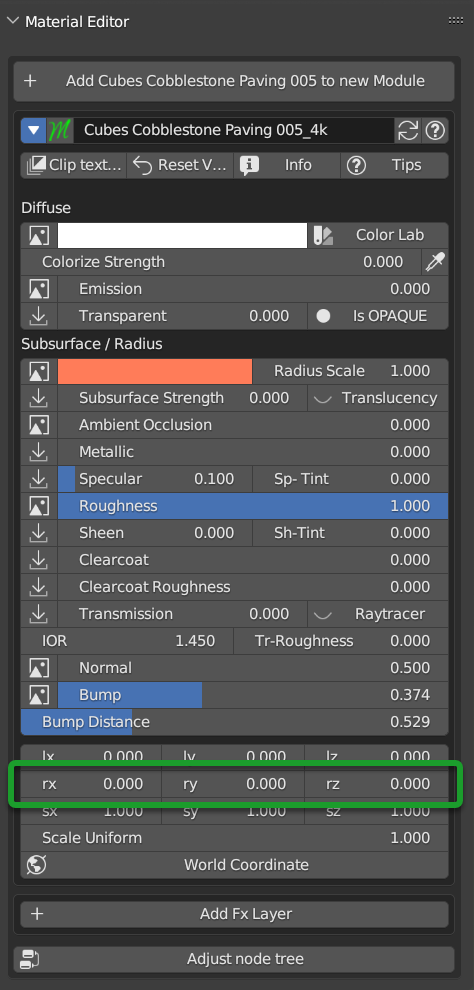 Material Editor
Add Cubes Cobblestone Paving 005 to new Module
Cubes Cobblestone Paving 005_4k
Clip text... Reset V... Info Tips
Diffuse
Color Lab
Colorize Strength 0.000
Emission 0.000
Transparent 0.000 Is OPAQUE
Subsurface / Radius
Radius Scale 1.000
Subsurface Strength 0.000 Translucency
Ambient Occlusion 0.000
Metallic 0.000
Specular 0.100 Sp- Tint 0.000
Roughness 1.000
Sheen 0.000 Sh-Tint 0.000
Clearcoat 0.000
Clearcoat Roughness 0.000
Transmission 0.000 Raytracer
IOR 1.450 Tr-Roughness 0.000
Normal 0.500
Bump 0.374
Bump Distance 0.529
lx 0.000 ly 0.000 lz 0.000
rx 0.000 ry 0.000 rz 0.000
sx 1.000 sy 1.000 sz 1.000
Scale Uniform 1.000
World Coordinate
Add Fx Layer
Adjust node tree